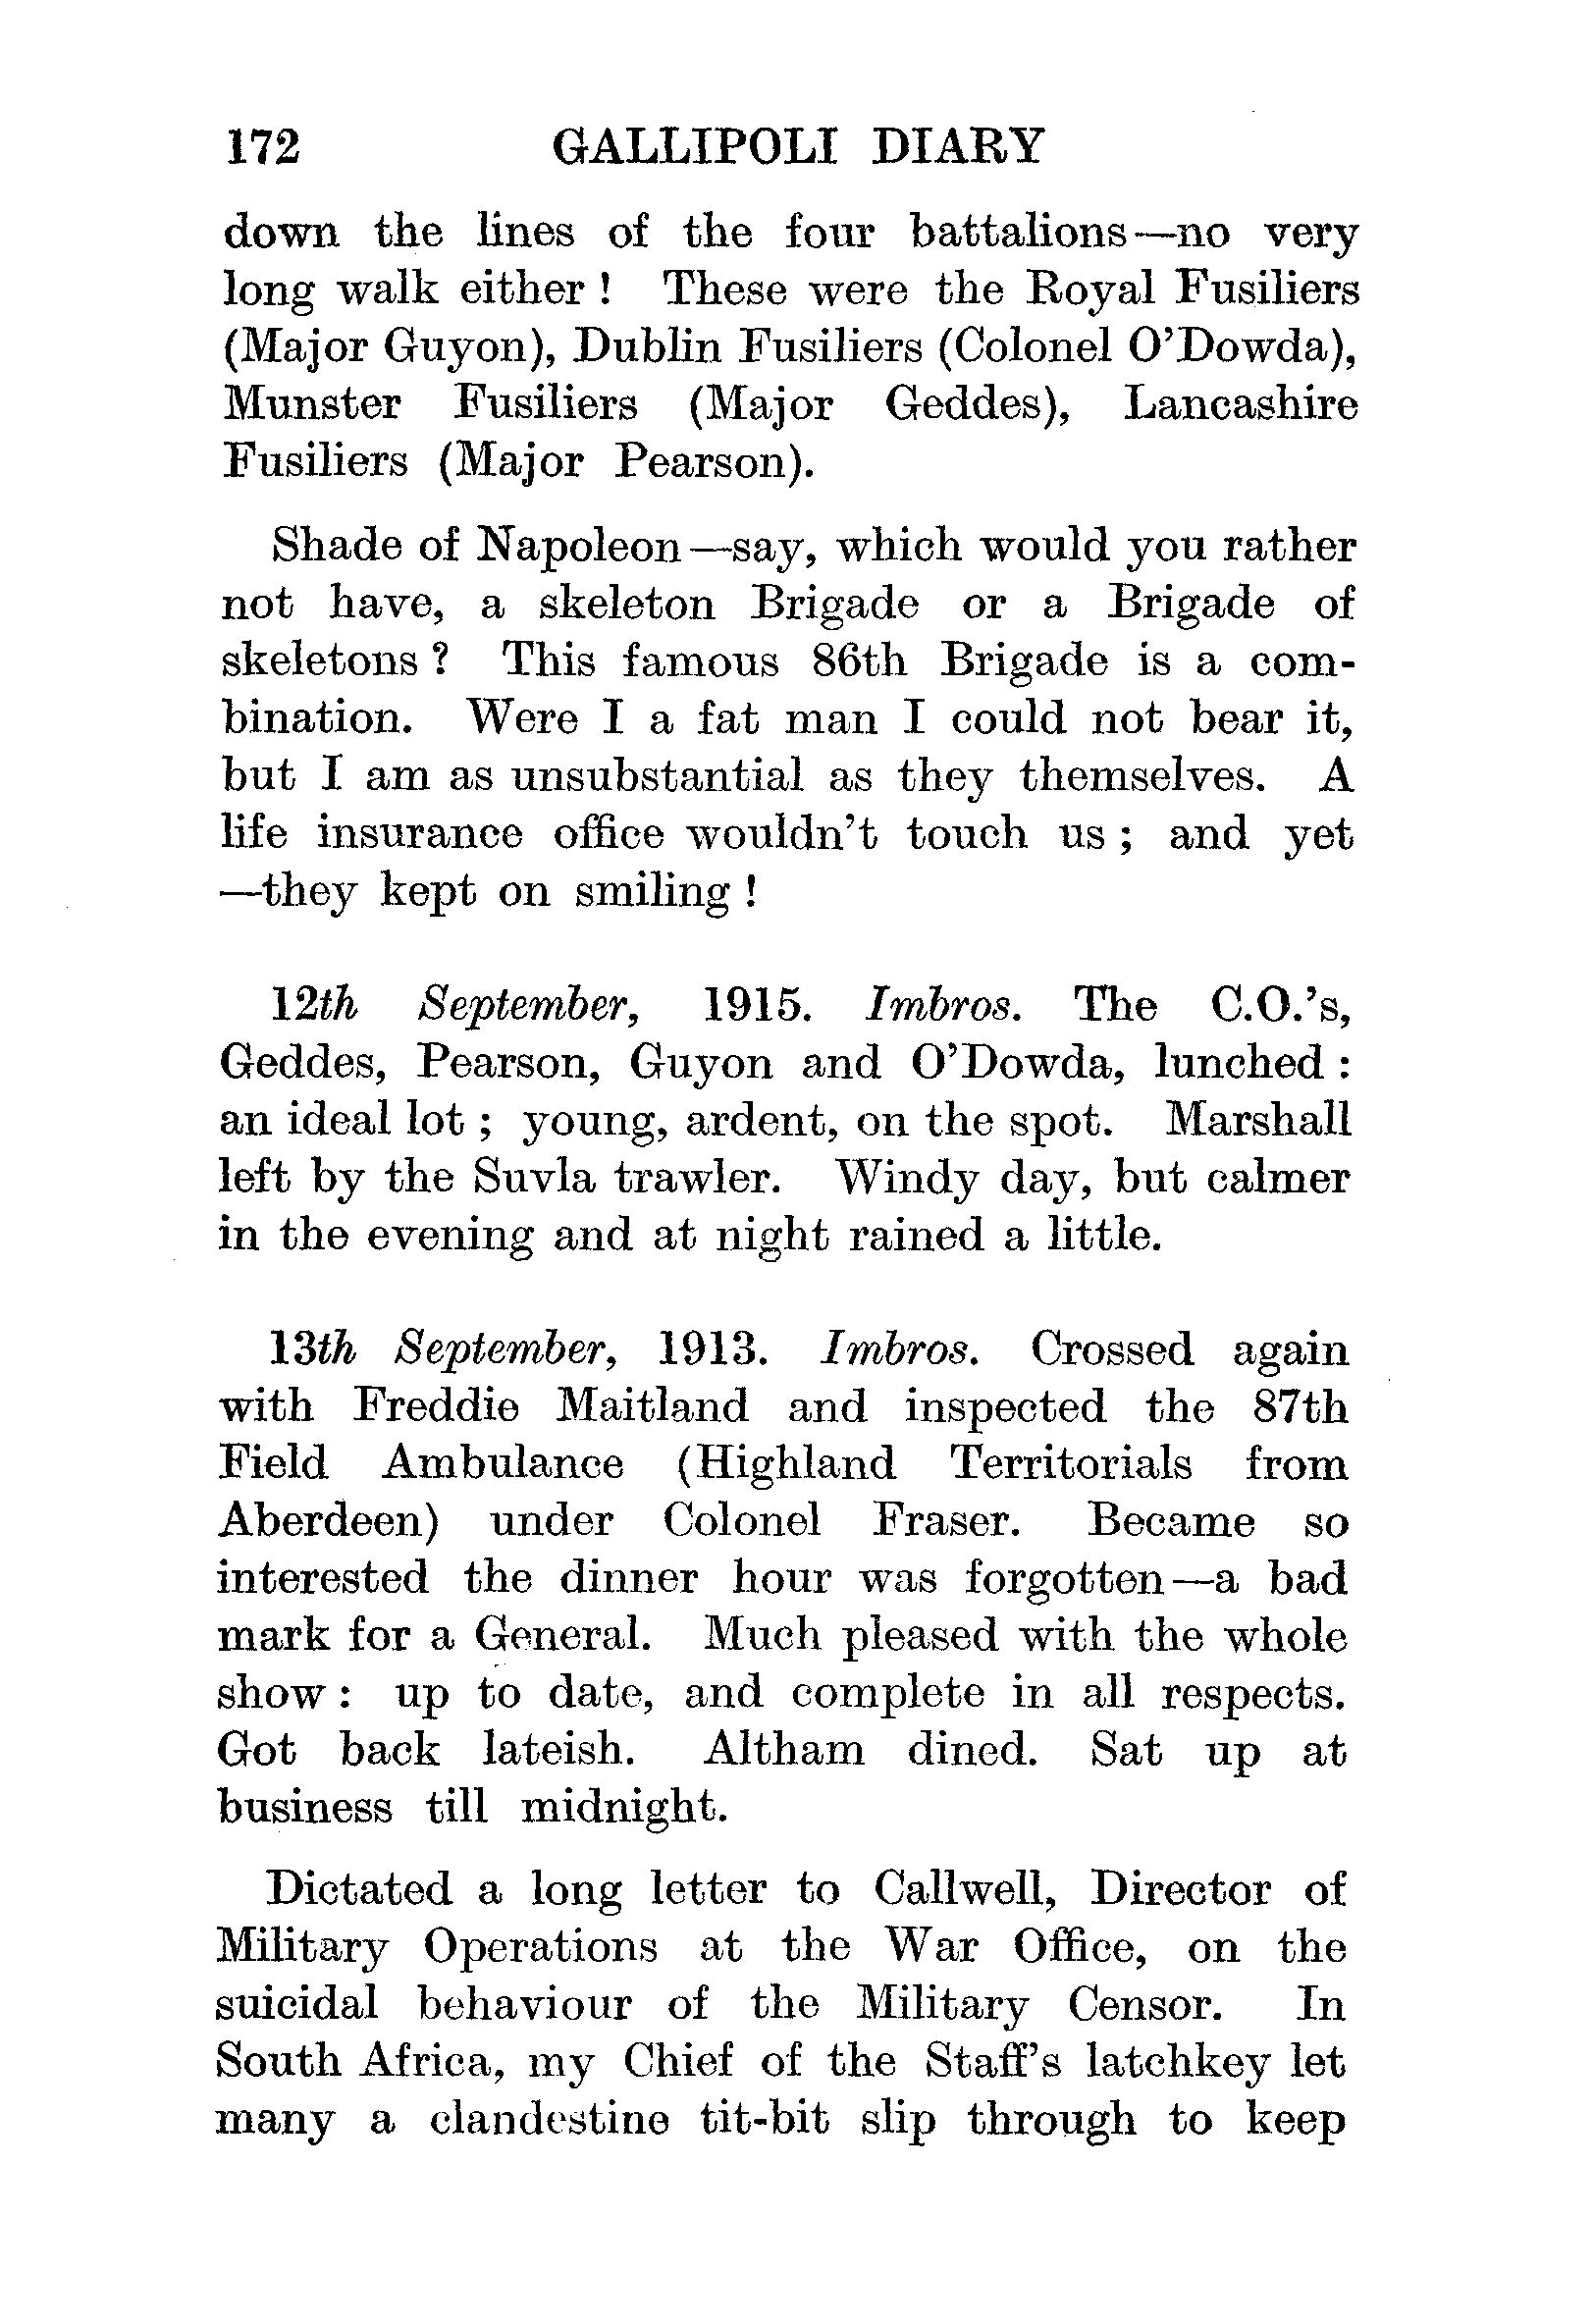 172 GALLIPOLI DIARY
down the lines of the four battalions—no very
long walk either! These were the Royal Fusiliers
(Major Guyon), Dublin Fusiliers (Colonel O'Dowda),
Munster Fusiliers (Major Geddes), Lancashire
Fusiliers (Major Pearson).
Shade of Napoleon—say, which would you rather
not have, a skeleton Brigade or a Brigade of
skeletons? This famous 86th Brigade is a com-
bination. Were I a fat man I could not bear it,
but I am as unsubstantial as they themselves. A
life insurance office wouldn't touch us; and yet
—they kept on smiling!
12th September, 1915. Imbros. The C.O.'s,
Geddes, Pearson, Guyon and O'Dowda, lunched:
an ideal lot; young, ardent, on the spot. Marshall
left by the Suvla trawler. Windy day, but calmer
in the evening and at night rained a little.
13th September, 1913. Imbros. Crossed again
with Freddie Maitland and inspected the 87th
Field Ambulance (Highland Territorials from
Aberdeen) under Colonel Fraser. Became so
interested the dinner hour was forgotten—a bad
mark for a General. Much pleased with the whole
show: up to date, and complete in all respects.
Got back lateish. Altham dined. Sat up at
business till midnight.
Dictated a long letter to Callwell, Director of
Military Operations at the War Office, on the
suicidal behaviour of the Military Censor. In
South Africa, my Chief of the Staff's latchkey let
many a clandestine tit-bit slip through to keep